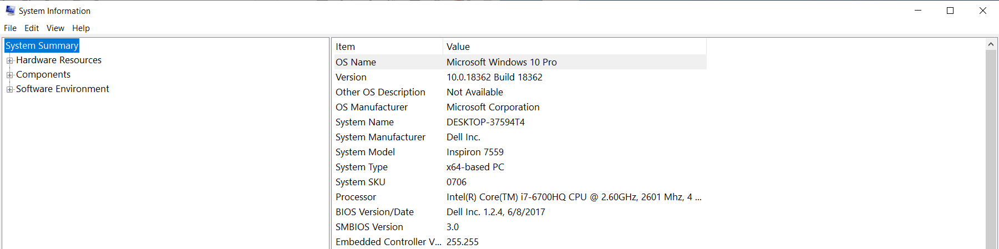 System Information
File Edit View Help
System Summary
Hardware Resources
Components
Software Environment
Item Value
OS Name Microsoft Windows 10 Pro
Version 10.0.18362 Build 18362
Other OS Description Not Available
OS Manufacturer Microsoft Corporation
System Name DESKTOP-37594T4
System Manufacturer Dell Inc.
System Model Inspiron 7559
System Type x64-based PC
System SKU 0706
Processor Intel(R) Core(TM) i7-6700HQ CPU @ 2.60GHz, 2601 Mhz, 4 ...
BIOS Version/Date Dell Inc. 1.2.4, 6/8/2017
SMBIOS Version 3.0
Embedded Controller V... 255.255